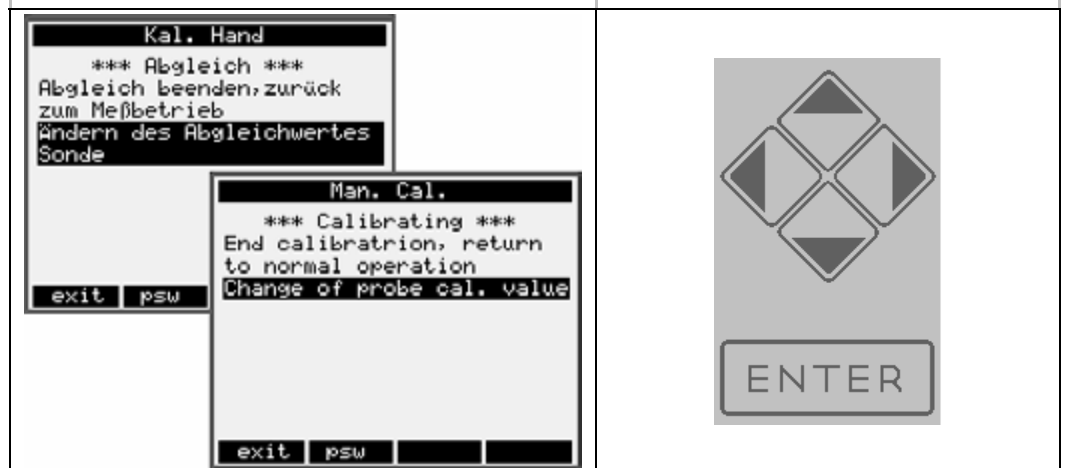 Kal. Hand
*** Abgleich ***
Abgleich beenden,zurück
zum Meßbetrieb
Ändern des Abgleichwertes
Sonde
exit psw
Man. Cal.
*** Calibrating ***
End calibratrion, return
to normal operation
Change of probe cal. value
exit psw
ENTER